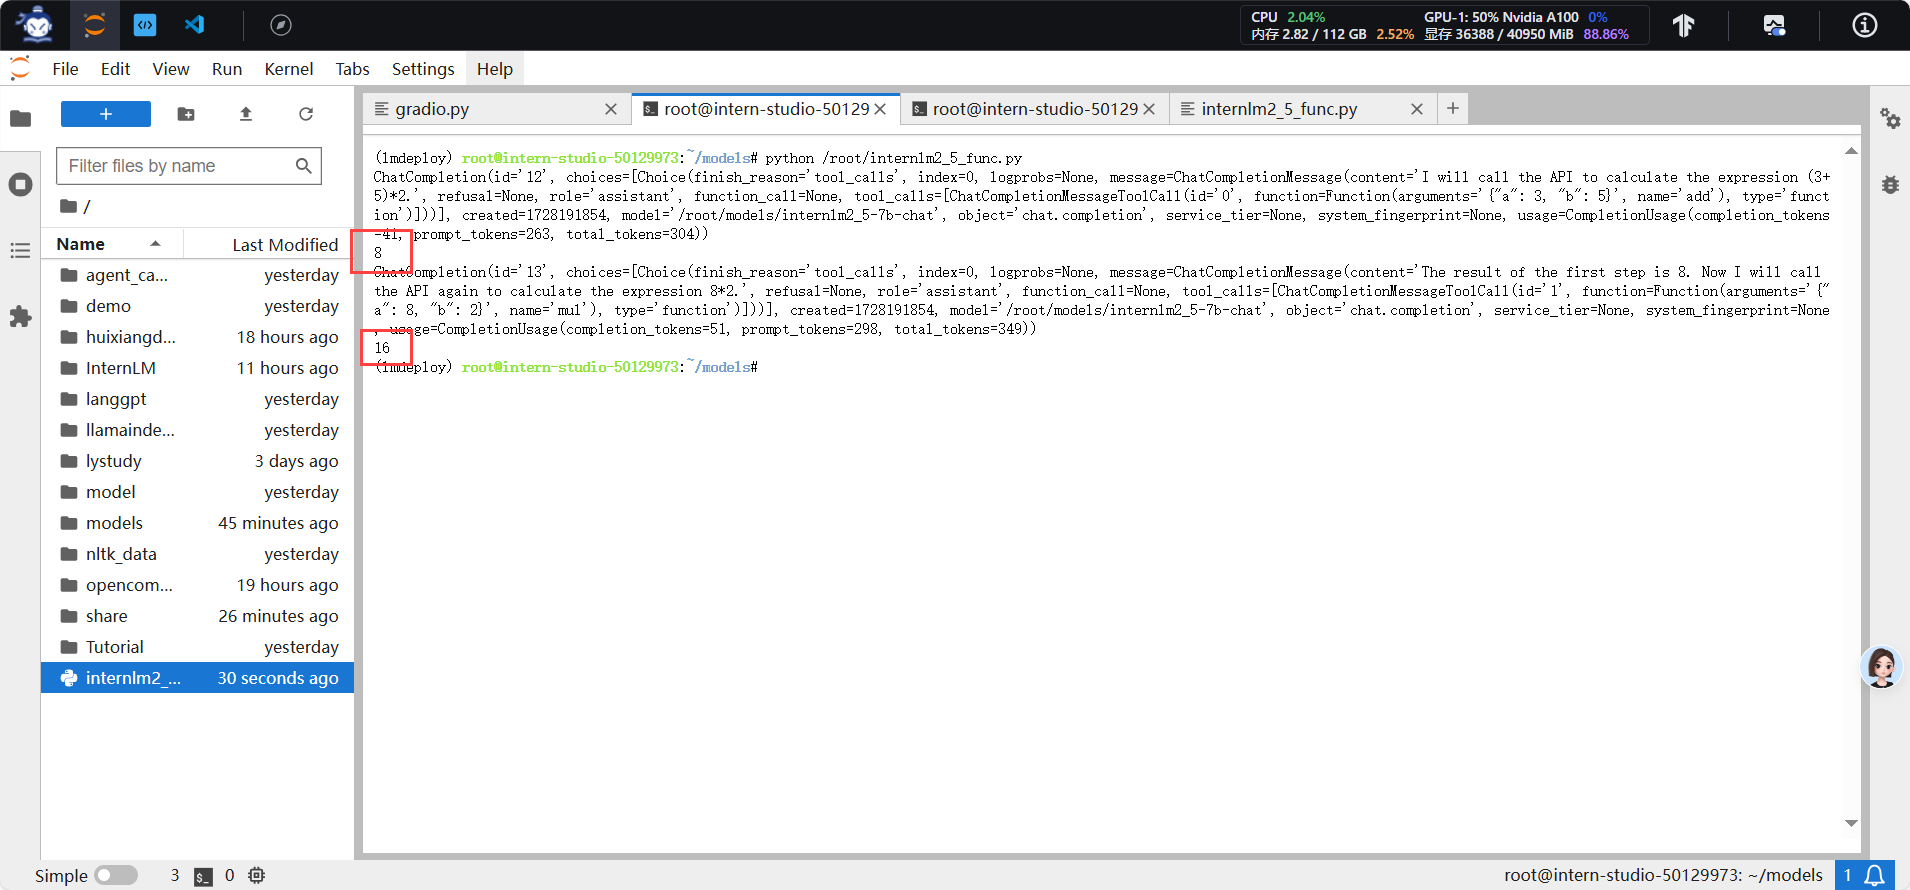 CPU 2.04% GPU-1: 50% Nvidia A100 0%
内存 2.82 / 112 GB 2.52% 显存 36388 / 40950 MiB 88.86%
File Edit View Run Kernel Tabs Settings Help
gradio.py root@intern-studio-50129 root@intern-studio-50129 internlm2_5_func.py
Filter files by name
/
Name Last Modified
agent_ca... yesterday
demo yesterday
huixiangd... 18 hours ago
InternLM 11 hours ago
langgpt yesterday
llamainde... yesterday
lystudy 3 days ago
model yesterday
models 45 minutes ago
nltk_data yesterday
opencom... 19 hours ago
share 26 minutes ago
Tutorial yesterday
internlm2_... 30 seconds ago
(lmdeploy) root@intern-studio-50129973:~/models# python /root/internlm2_5_func.py
ChatCompletion(id='12', choices=[Choice(finish_reason='tool_calls', index=0, logprobs=None, message=ChatCompletionMessage(content='I will call the API to calculate the expression (3+
5)*2.', refusal=None, role='assistant', function_call=None, tool_calls=[ChatCompletionMessageToolCall(id='0', function=Function(arguments='{"a": 3, "b": 5}', name='add'), type='funct
ion')]))], created=1728191854, model='/root/models/internlm2_5-7b-chat', object='chat.completion', service_tier=None, system_fingerprint=None, usage=CompletionUsage(completion_tokens
=41, prompt_tokens=263, total_tokens=304))
8
ChatCompletion(id='13', choices=[Choice(finish_reason='tool_calls', index=0, logprobs=None, message=ChatCompletionMessage(content='The result of the first step is 8. Now I will call
the API again to calculate the expression 8*2.', refusal=None, role='assistant', function_call=None, tool_calls=[ChatCompletionMessageToolCall(id='1', function=Function(arguments='{"
a": 8, "b": 2}', name='mul'), type='function')]))], created=1728191854, model='/root/models/internlm2_5-7b-chat', object='chat.completion', service_tier=None, system_fingerprint=None
, usage=CompletionUsage(completion_tokens=51, prompt_tokens=298, total_tokens=349))
16
(lmdeploy) root@intern-studio-50129973:~/models#
Simple 3 0 root@intern-studio-50129973: ~/models 1